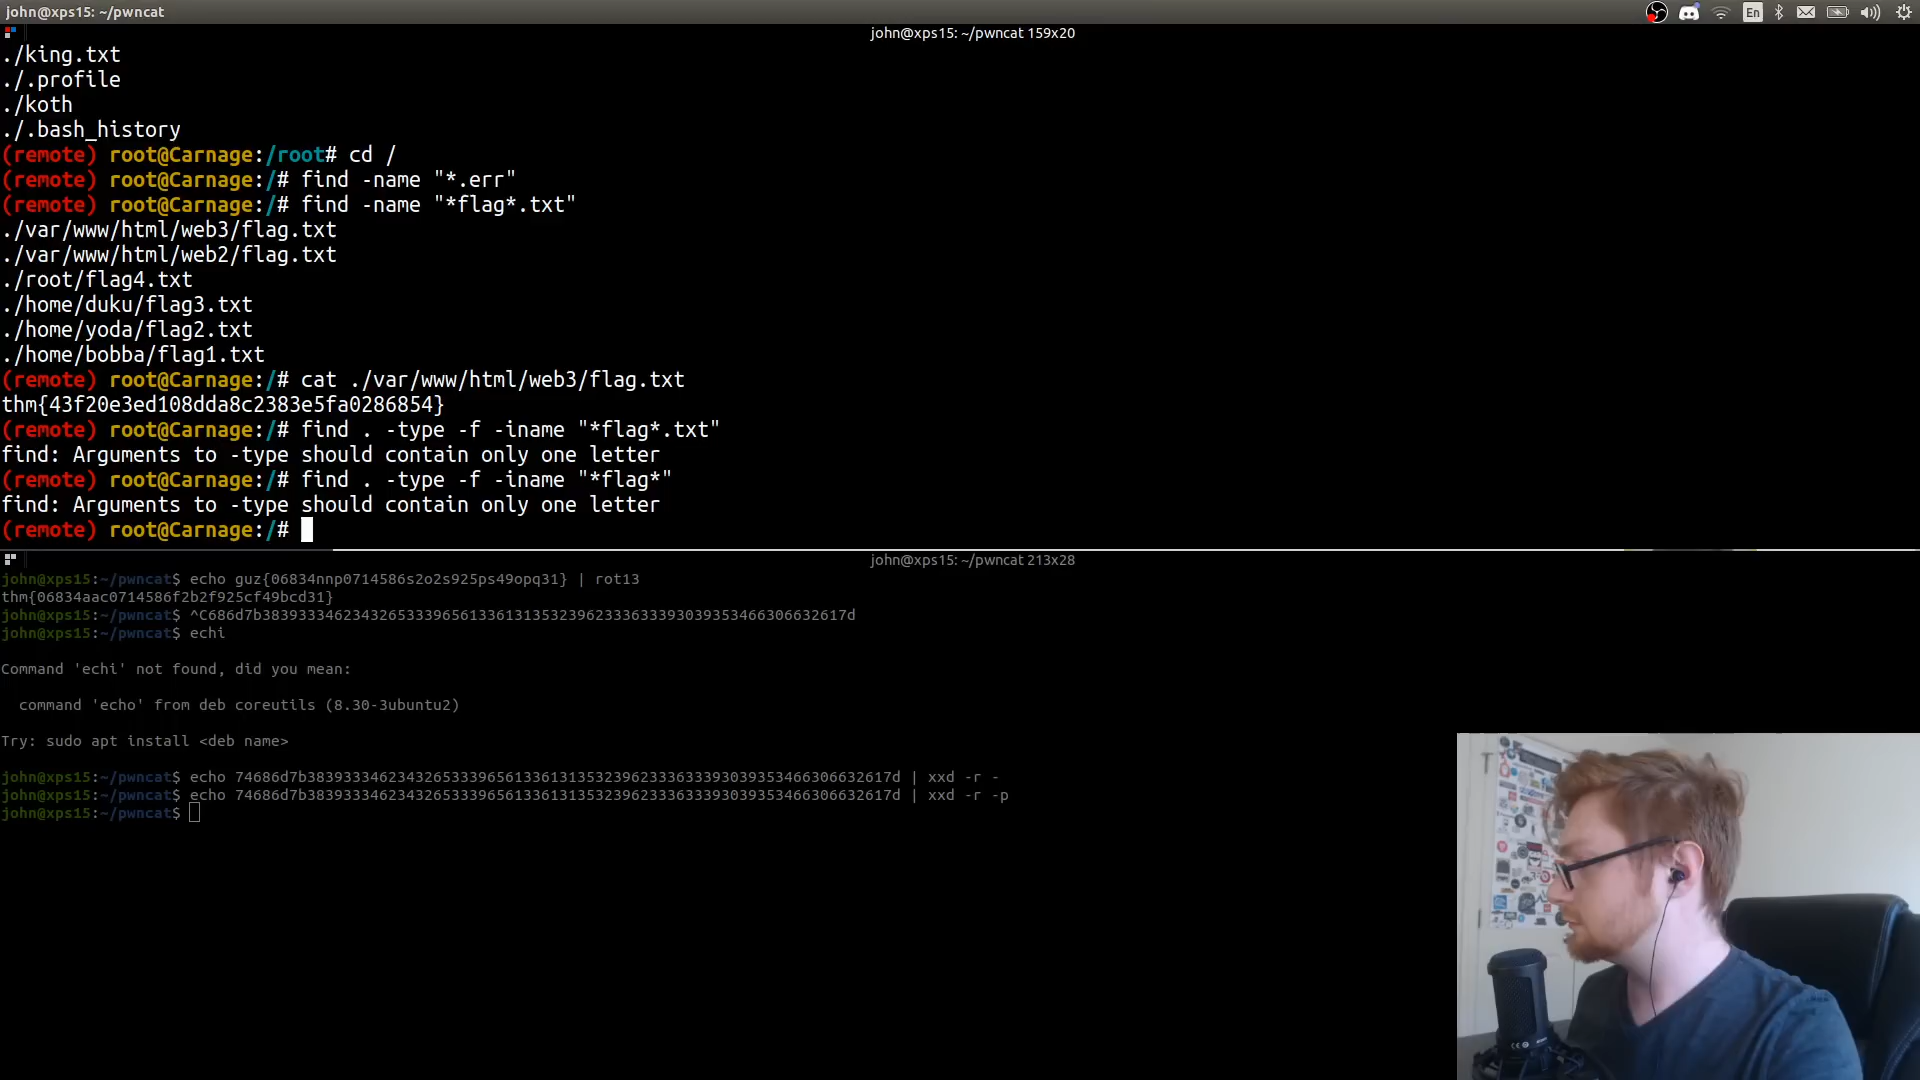 john@xps15: ~/pwncat
En
john@xps15: ~/pwncat 159x20
./king.txt
./.profile
./koth
./.bash_history
(remote) root@Carnage:/root# cd /
(remote) root@Carnage:/# find -name "*.err"
(remote) root@Carnage:/# find -name "*flag*.txt"
./var/www/html/web3/flag.txt
./var/www/html/web2/flag.txt
./root/flag4.txt
./home/duku/flag3.txt
./home/yoda/flag2.txt
./home/bobba/flag1.txt
(remote) root@Carnage:/# cat ./var/www/html/web3/flag.txt
thm{43f20e3ed108dda8c2383e5fa0286854}
(remote) root@Carnage:/# find . -type -f -iname "*flag*.txt"
find: Arguments to -type should contain only one letter
(remote) root@Carnage:/# find . -type -f -iname "*flag*"
find: Arguments to -type should contain only one letter
(remote) root@Carnage:/#
john@xps15: ~/pwncat 213x28
john@xps15:~/pwncat$ echo guz{06834nnp0714586s2o2s925ps49opq31} | rot13
thm{06834aac0714586f2b2f925cf49bcd31}
john@xps15:~/pwncat$ ^C686d7b38393334623432653339656133613135323962333633393039353466306632617d
john@xps15:~/pwncat$ echi
Command 'echi' not found, did you mean:
command 'echo' from deb coreutils (8.30-3ubuntu2)
Try: sudo apt install <deb name>
john@xps15:~/pwncat$ echo 74686d7b38393334623432653339656133613135323962333633393039353466306632617d | xxd -r -
john@xps15:~/pwncat$ echo 74686d7b38393334623432653339656133613135323962333633393039353466306632617d | xxd -r -p
john@xps15:~/pwncat$